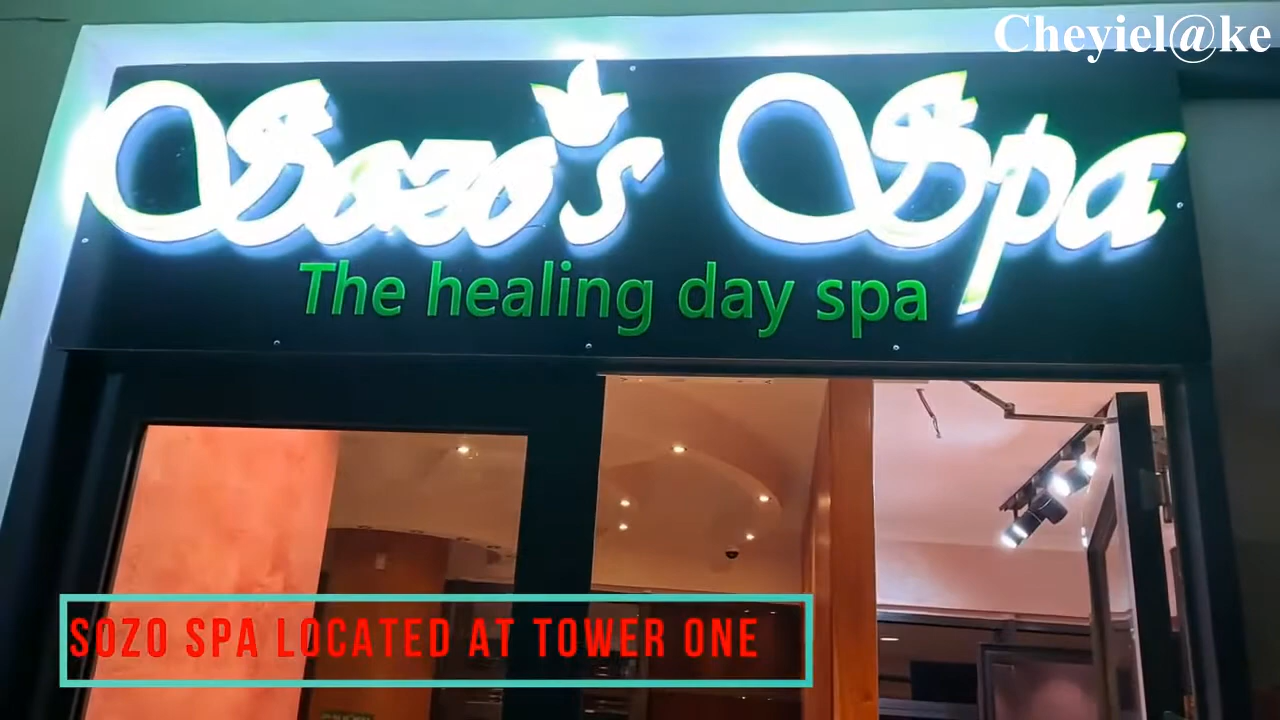 Cheyiel@ke
Sozo's Spa
The healing day spa
SOZO SPA LOCATED AT TOWER ONE